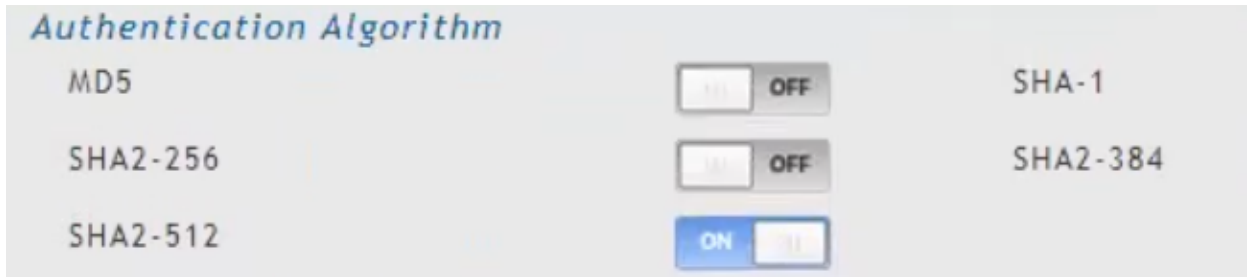 Authentication Algorithm
MD5 OFF SHA-1
SHA2-256 OFF SHA2-384
SHA2-512 ON